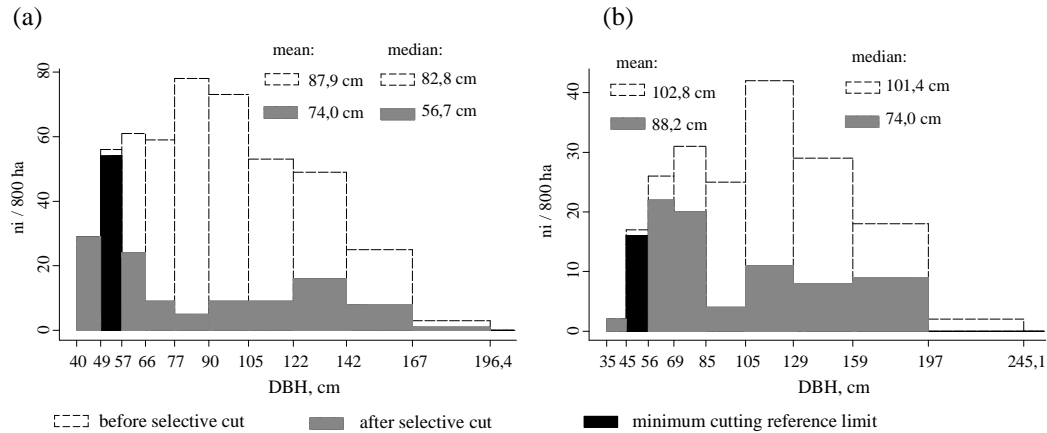 (a)
mean:
median:
87,9 cm
82,8 cm
74,0 cm
56,7 cm
80
60
40
20
0
ni / 800 ha
40 49 57 66 77 90 105 122 142 167 196,4
DBH, cm
(b)
mean:
median:
102,8 cm
101,4 cm
88,2 cm
74,0 cm
40
30
20
10
0
ni / 800 ha
35 45 56 69 85 105 129 159 197 245,1
DBH, cm
before selective cut
after selective cut
minimum cutting reference limit